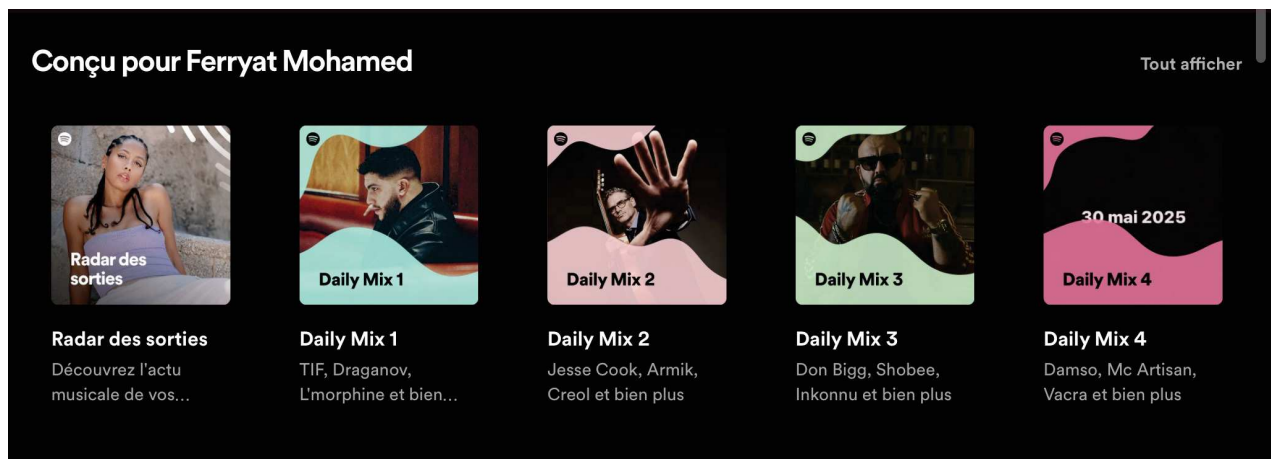 Conçu pour Ferryat Mohamed
Tout afficher
Radar des
sorties
Radar des sorties
Découvrez l'actu
musicale de vos...
Daily Mix 1
Daily Mix 1
TIF, Draganov,
L'morphine et bien...
Daily Mix 2
Daily Mix 2
Jesse Cook, Armik,
Creol et bien plus
Daily Mix 3
Daily Mix 3
Don Bigg, Shobee,
Inkonnu et bien plus
30 mai 2025
Daily Mix 4
Daily Mix 4
Damso, Mc Artisan,
Vacra et bien plus